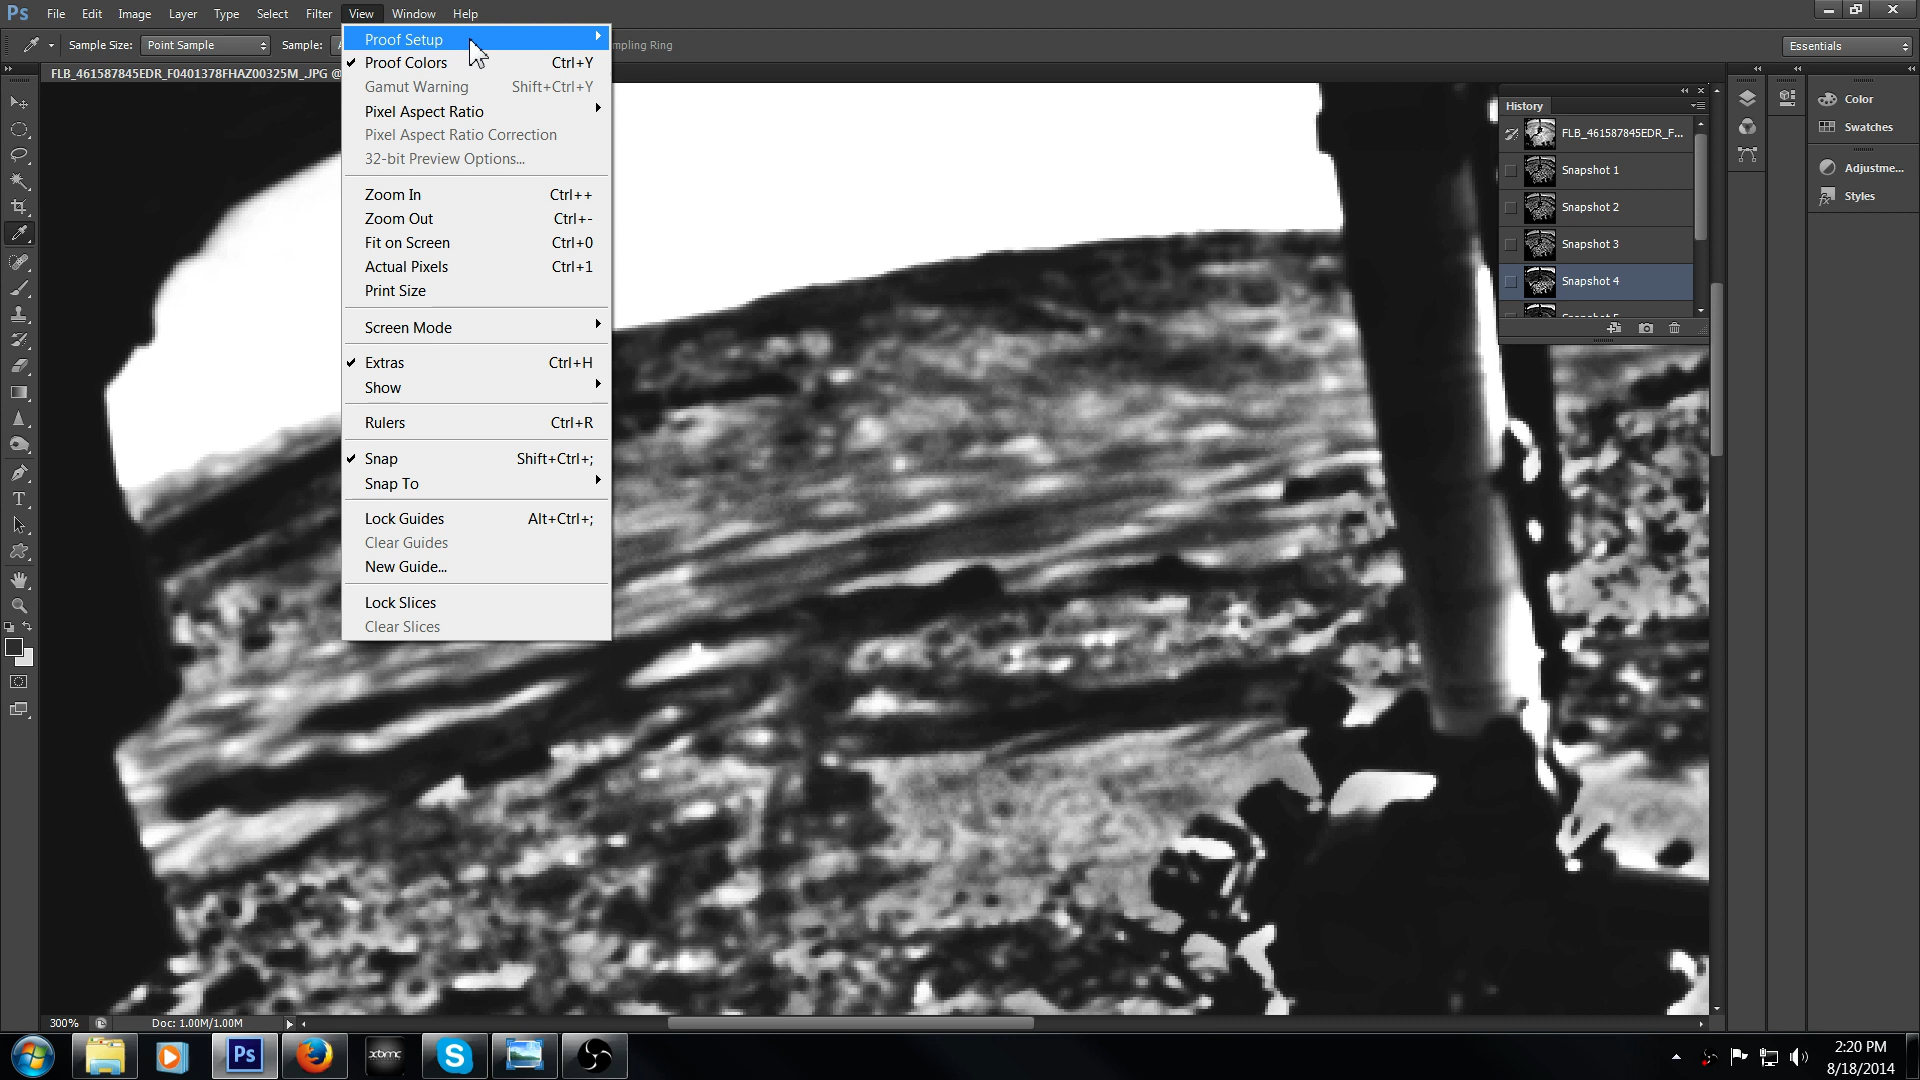 Ps File Edit Image Layer Type Select Filter View Window Help
Sample Size: Point Sample Sample: mpling Ring Essentials
FLB_461587845EDR_F0401378FHAZ00325M_.JPG @
Proof Setup
Proof Colors Ctrl+Y
Gamut Warning Shift+Ctrl+Y
Pixel Aspect Ratio
Pixel Aspect Ratio Correction
32-bit Preview Options...
Zoom In Ctrl++
Zoom Out Ctrl+-
Fit on Screen Ctrl+0
Actual Pixels Ctrl+1
Print Size
Screen Mode
Extras Ctrl+H
Show
Rulers Ctrl+R
Snap Shift+Ctrl+;
Snap To
Lock Guides Alt+Ctrl+;
Clear Guides
New Guide...
Lock Slices
Clear Slices
History
FLB_461587845EDR_F...
Snapshot 1
Snapshot 2
Snapshot 3
Snapshot 4
Color
Swatches
Adjustme...
Styles
300% Doc: 1.00M/1.00M
Ps xbmc S
2:20 PM
8/18/2014